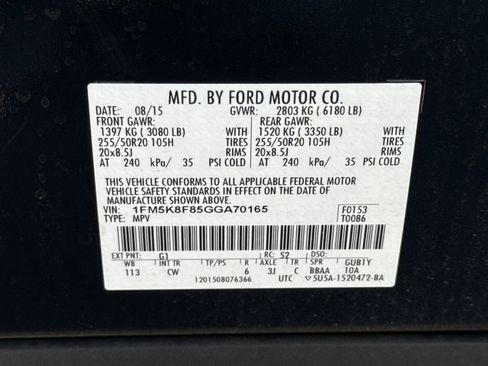 MFD. BY FORD MOTOR CO.
DATE: 08/15 GVWR: 2803 KG ( 6180 LB)
FRONT GAWR: REAR GAWR:
1397 KG ( 3080 LB) WITH 1520 KG ( 3350 LB) WITH
255/50R20 105H TIRES 255/50R20 105H TIRES
20x8.5J RIMS 20x8.5J RIMS
AT 240 kPa/ 35 PSI COLD AT 240 kPa/ 35 PSI COLD
THIS VEHICLE CONFORMS TO ALL APPLICABLE FEDERAL MOTOR
VEHICLE SAFETY STANDARDS IN EFFECT ON THE DATE OF
MANUFACTURE SHOWN ABOVE.
VIN: 1FM5K8F85GGA70165 F0153
TYPE: MPV T0086
EXT PNT: G1 RC: 52 DSO:
WB INT TR TP/PS R AXLE TR SPR GUB1Y
113 CW 6 3J C BBAA 10A
1201508076366 UTC ▽5U5A-1520472-BA